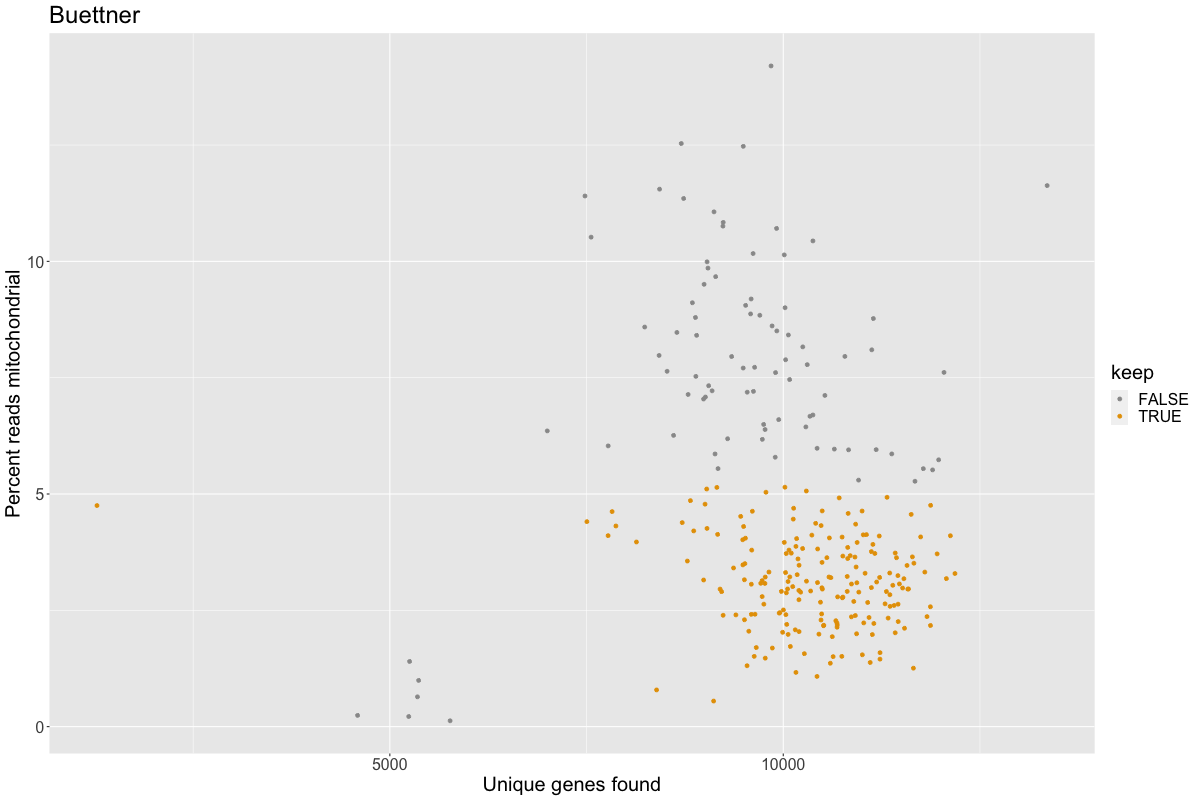 Buettner
Percent reads mitochondrial
10
5
0
5000
10000
Unique genes found
keep
FALSE
TRUE